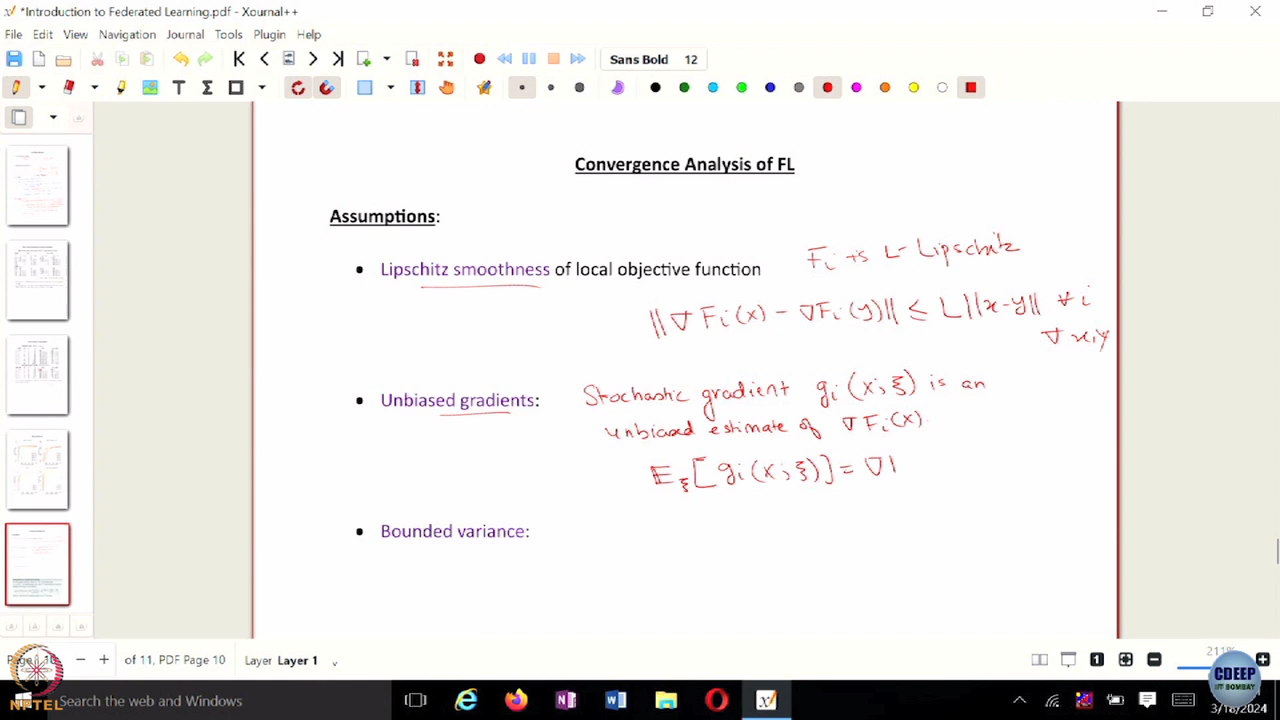 *Introduction to Federated Learning.pdf - Xournal++
File Edit View Navigation Journal Tools Plugin Help
Sans Bold 12
Convergence Analysis of FL
Assumptions:
• Lipschitz smoothness of local objective function
Fi is L- Lipschitz
||∇Fi(x) - ∇Fi(y)|| ≤ L||x-y|| ∀ i
∀ x,y
• Unbiased gradients: Stochastic gradient gi(x;ξ) is an
unbiased estimate of ∇Fi(x).
Eξ[gi(x;ξ)] = ∇
• Bounded variance:
of 11, PDF Page 10 Layer Layer 1
211%
Search the web and Windows
NPTEL
CDEEP
IIT BOMBAY
3/18/2024